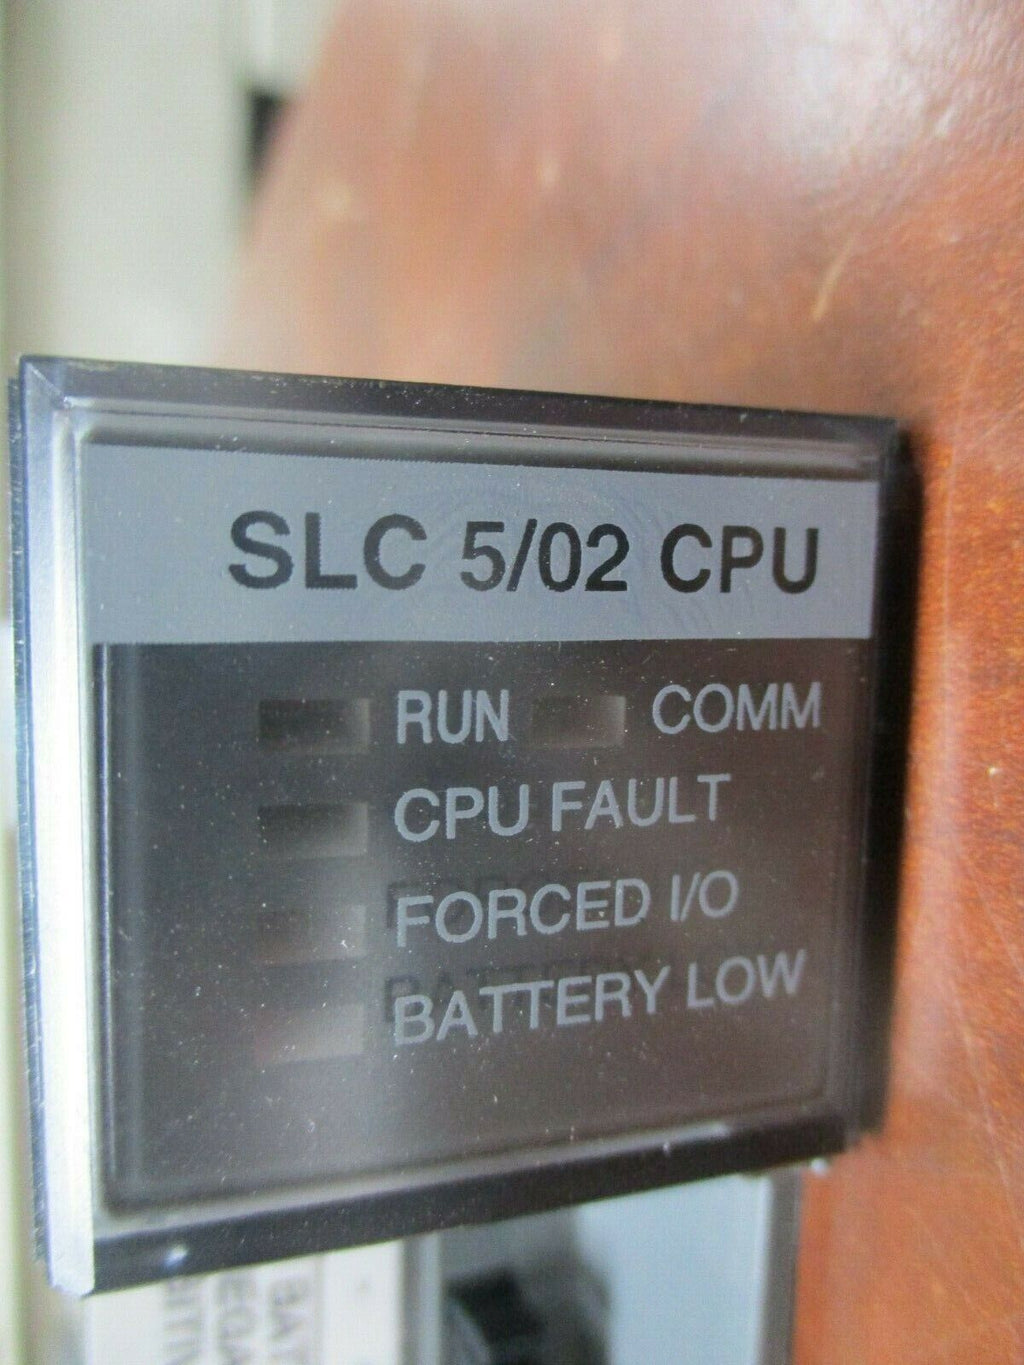 SLC 5/02 CPU
RUN COMM
CPU FAULT
FORCED I/O
BATTERY LOW